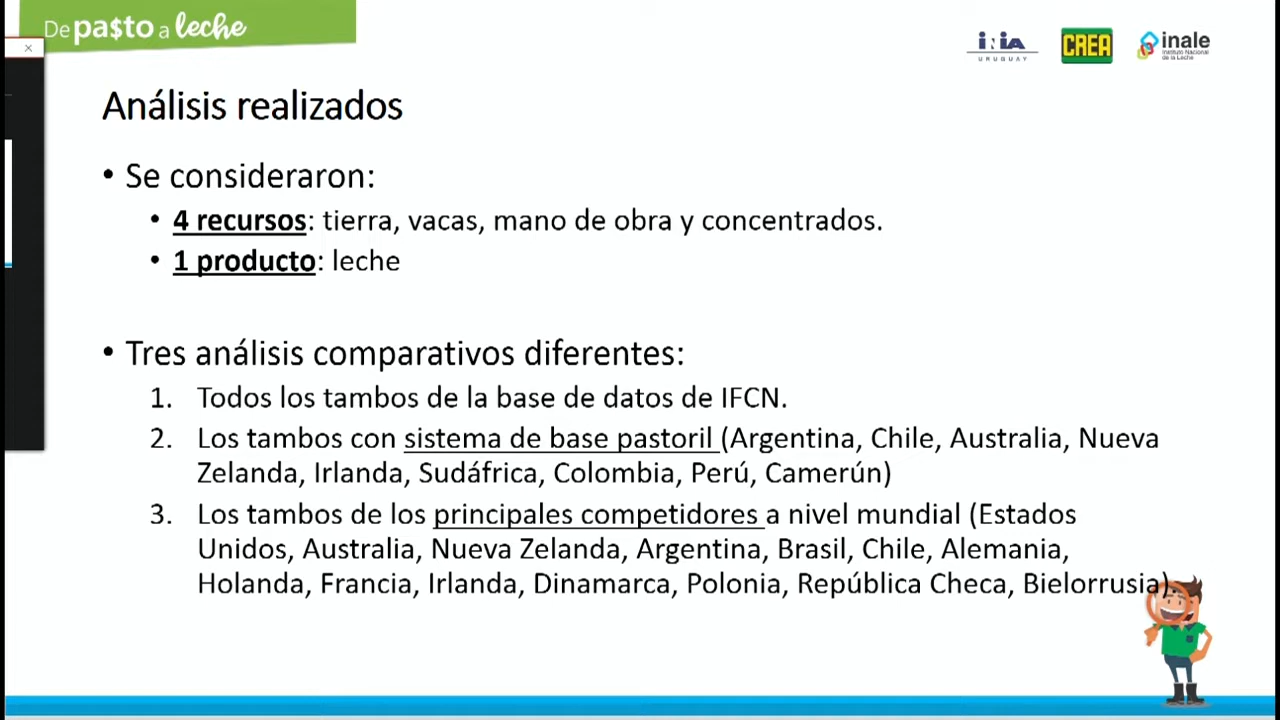 De pa$to a leche
INIA
URUGUAY
CREA
inale
Instituto Nacional
de la Leche
Análisis realizados
• Se consideraron:
• 4 recursos: tierra, vacas, mano de obra y concentrados.
• 1 producto: leche
• Tres análisis comparativos diferentes:
1. Todos los tambos de la base de datos de IFCN.
2. Los tambos con sistema de base pastoril (Argentina, Chile, Australia, Nueva
Zelanda, Irlanda, Sudáfrica, Colombia, Perú, Camerún)
3. Los tambos de los principales competidores a nivel mundial (Estados
Unidos, Australia, Nueva Zelanda, Argentina, Brasil, Chile, Alemania,
Holanda, Francia, Irlanda, Dinamarca, Polonia, República Checa, Bielorrusia).